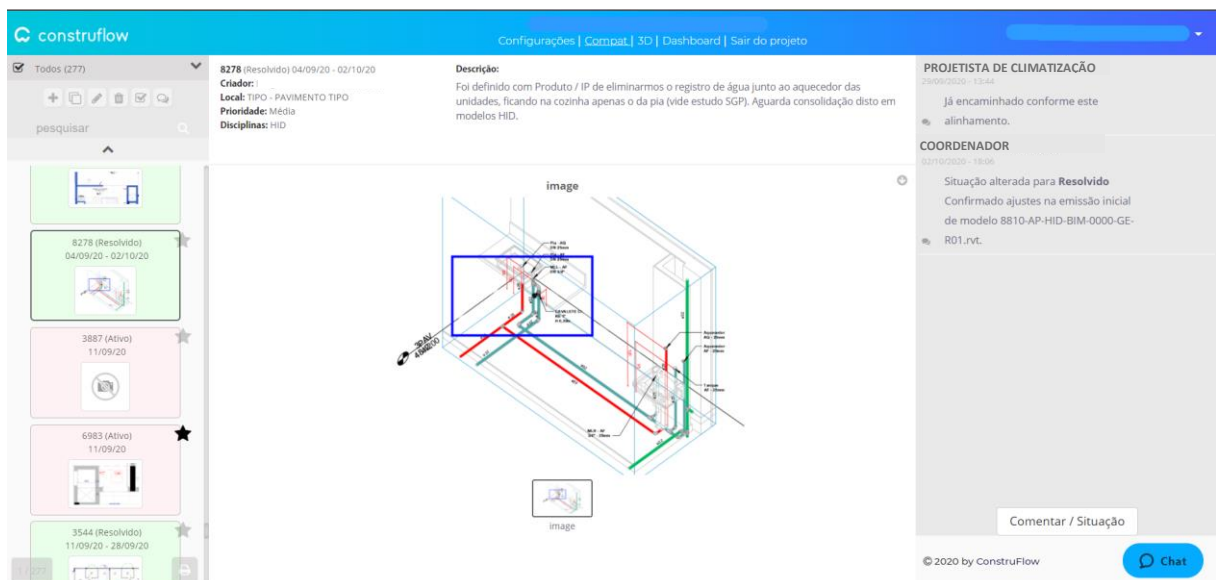 construflow
Configurações | Compat | 3D | Dashboard | Sair do projeto
Todos (277)
pesquisar
8278 (Resolvido)
04/09/20 - 02/10/20
3887 (Ativo)
11/09/20
6983 (Ativo)
11/09/20
3544 (Resolvido)
11/09/20 - 28/09/20
8278 (Resolvido) 04/09/20 - 02/10/20
Criador:
Local: TIPO - PAVIMENTO TIPO
Prioridade: Média
Disciplinas: HID
Descrição:
Foi definido com Produto / IP de eliminarmos o registro de água junto ao aquecedor das
unidades, ficando na cozinha apenas o da pia (vide estudo SGP). Aguarda consolidação disto em
modelos HID.
image
image
PROJETISTA DE CLIMATIZAÇÃO
29/09/2020 - 13:44
Já encaminhado conforme este
alinhamento.
COORDENADOR
02/10/2020 - 18:06
Situação alterada para Resolvido
Confirmado ajustes na emissão inicial
de modelo 8810-AP-HID-BIM-0000-GE-
R01.rvt.
Comentar / Situação
© 2020 by ConstruFlow
Chat